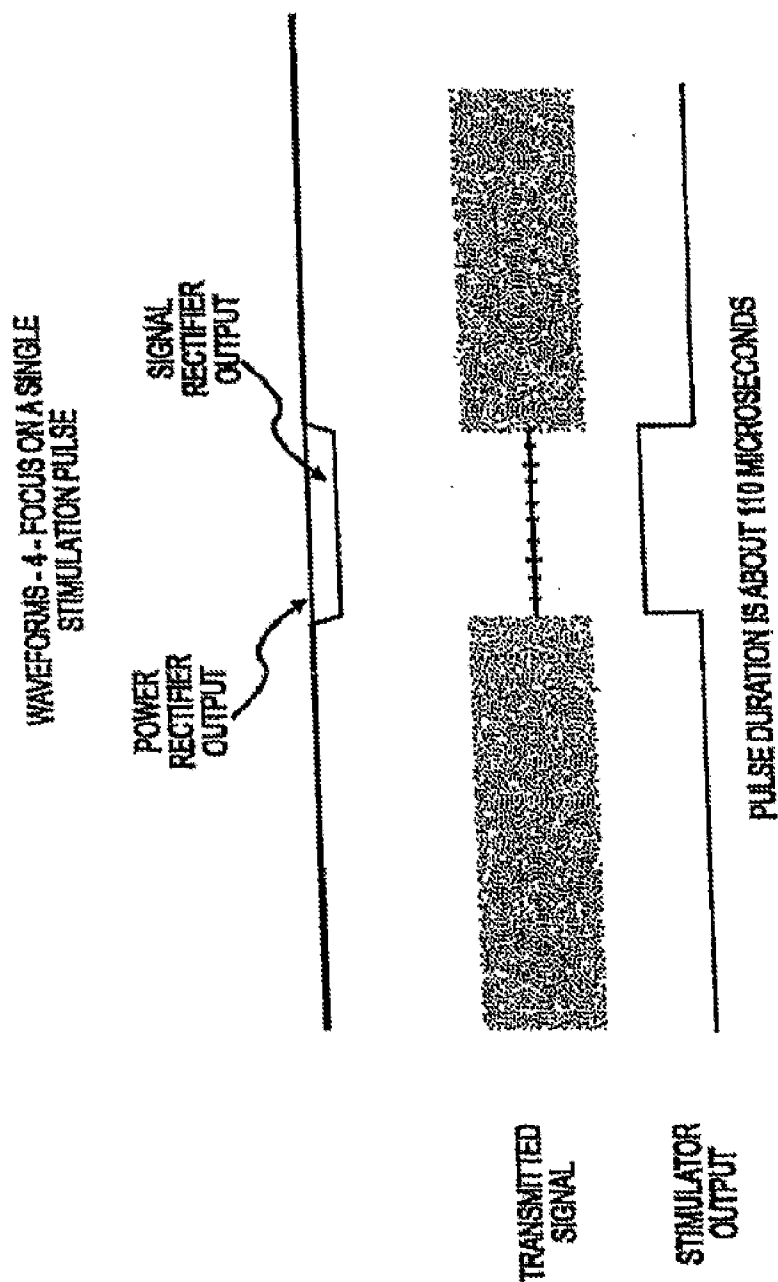 WAVEFORMS - 4 - FOCUS ON A SINGLE
STIMULATION PULSE
POWER
RECTIFIER
OUTPUT
SIGNAL
RECTIFIER
OUTPUT
TRANSMITTED
SIGNAL
STIMULATOR
OUTPUT
PULSE DURATION IS ABOUT 110 MICROSECONDS